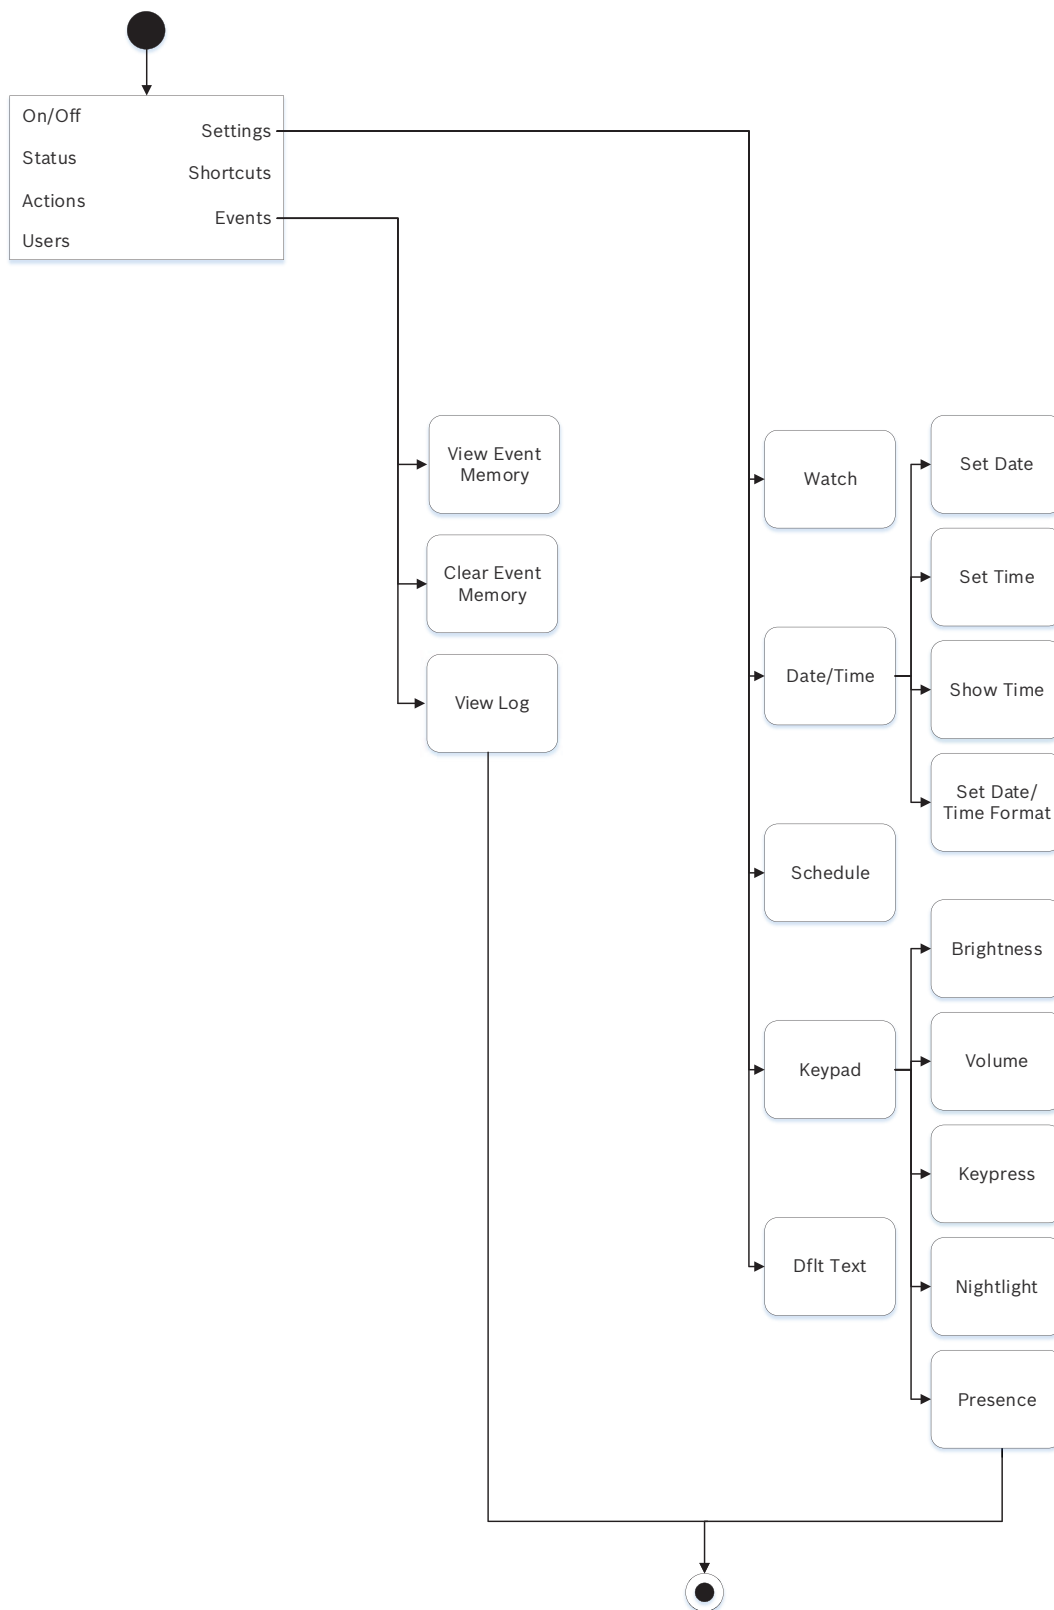 On/Off
Status
Actions
Users
Settings
Shortcuts
Events
View Event
Memory
Clear Event
Memory
View Log
Watch
Date/Time
Schedule
Keypad
Dflt Text
Set Date
Set Time
Show Time
Set Date/
Time Format
Brightness
Volume
Keypress
Nightlight
Presence